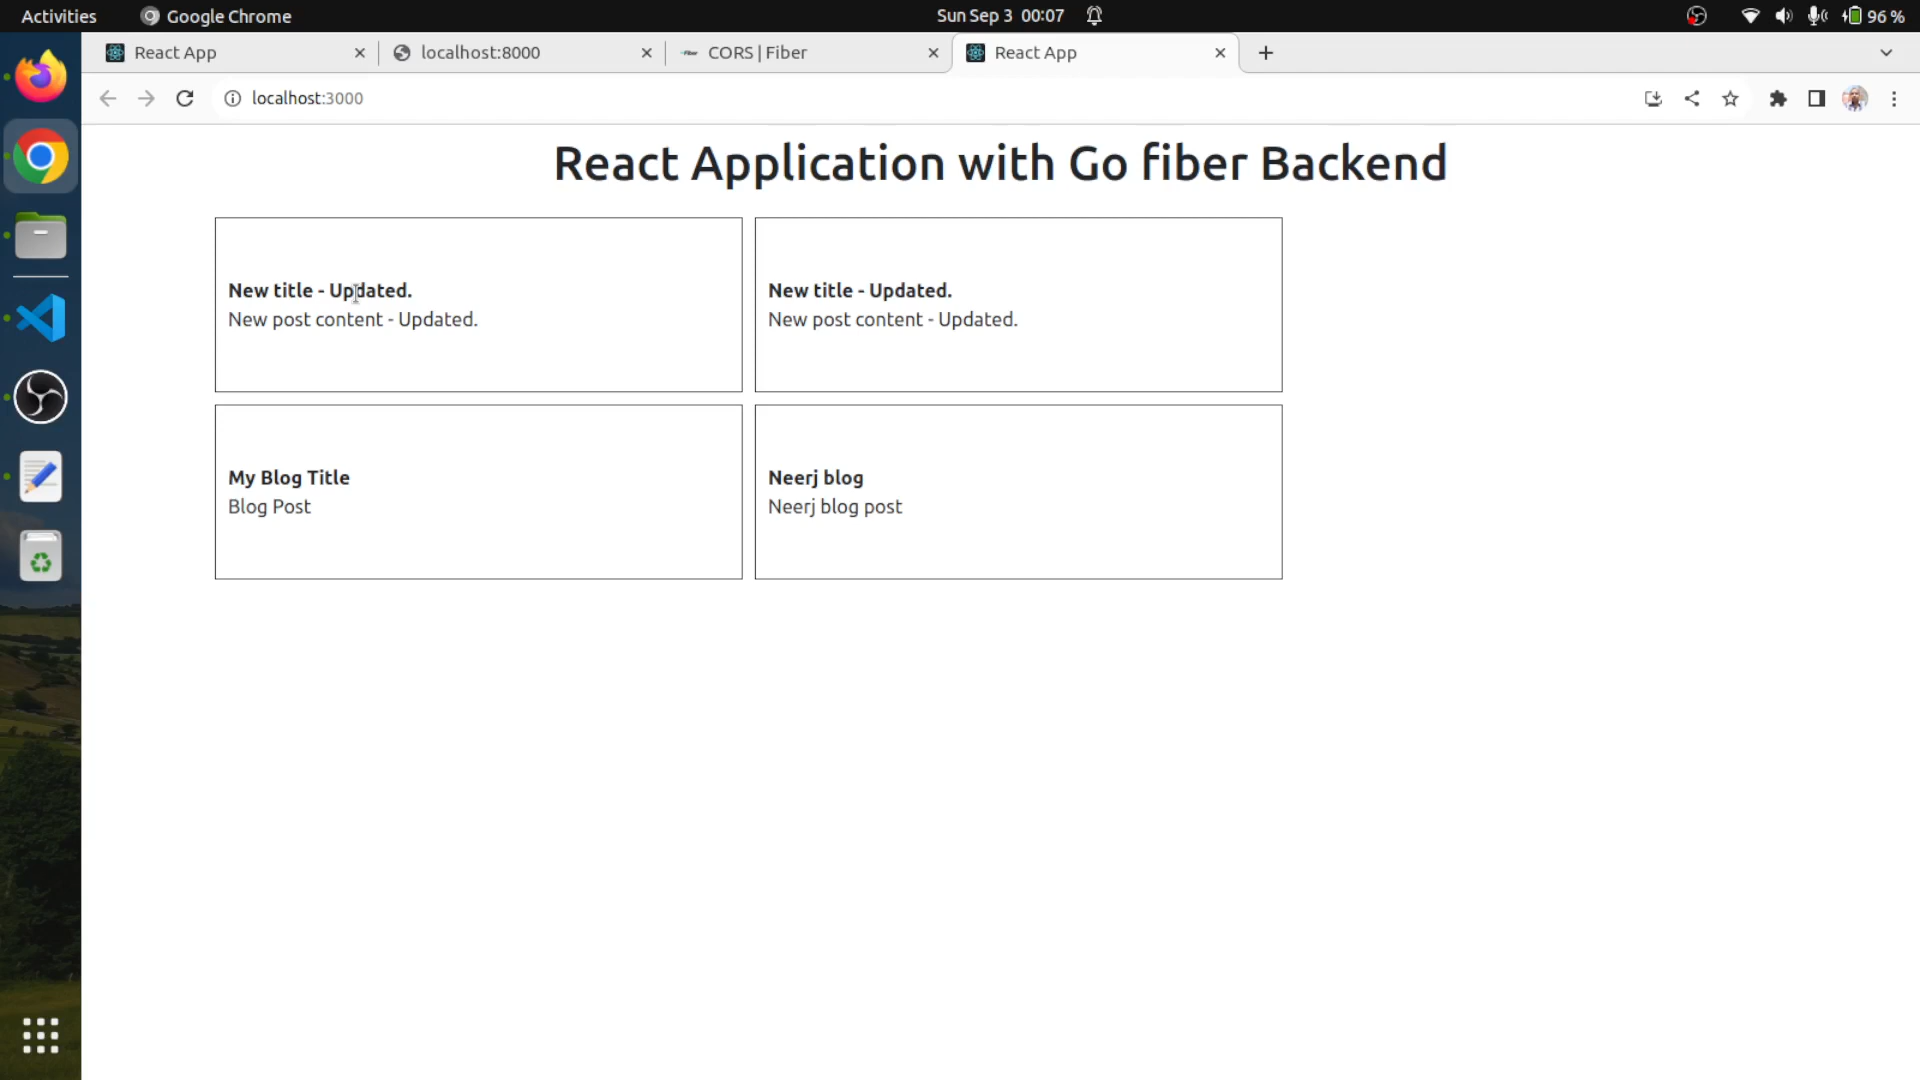 Activities Google Chrome Sun Sep 3 00:07 96 %
React App localhost:8000 CORS | Fiber React App
localhost:3000
React Application with Go fiber Backend
New title - Updated.
New post content - Updated.
New title - Updated.
New post content - Updated.
My Blog Title
Blog Post
Neerj blog
Neerj blog post